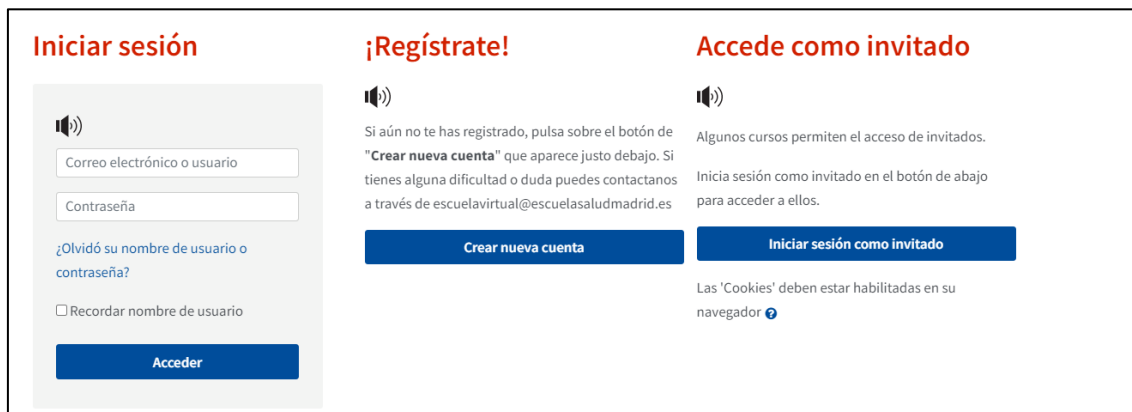 Iniciar sesión
Correo electrónico o usuario
Contraseña
¿Olvidó su nombre de usuario o
contraseña?
Recordar nombre de usuario
Acceder
¡Regístrate!
Si aún no te has registrado, pulsa sobre el botón de
"Crear nueva cuenta" que aparece justo debajo. Si
tienes alguna dificultad o duda puedes contactanos
a través de escuelavirtual@escuelasaludmadrid.es
Crear nueva cuenta
Accede como invitado
Algunos cursos permiten el acceso de invitados.
Inicia sesión como invitado en el botón de abajo
para acceder a ellos.
Iniciar sesión como invitado
Las 'Cookies' deben estar habilitadas en su
navegador ?